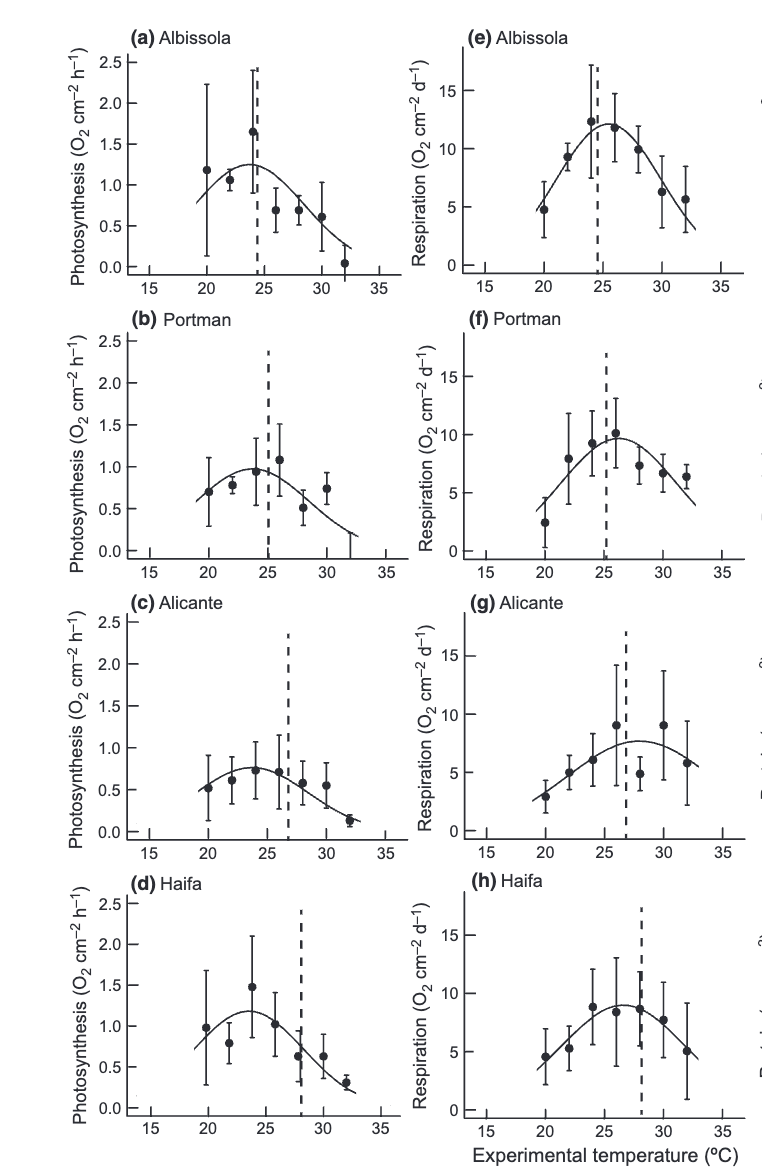 (a) Albissola
Photosynthesis (O₂ cm⁻² h⁻¹)
2.5
2.0
1.5
1.0
0.5
0.0
15 20 25 30 35
(e) Albissola
Respiration (O₂ cm⁻² d⁻¹)
15
10
5
0
15 20 25 30 35
(b) Portman
Photosynthesis (O₂ cm⁻² h⁻¹)
2.5
2.0
1.5
1.0
0.5
0.0
15 20 25 30 35
(f) Portman
Respiration (O₂ cm⁻² d⁻¹)
15
10
5
0
15 20 25 30 35
(c) Alicante
Photosynthesis (O₂ cm⁻² h⁻¹)
2.5
2.0
1.5
1.0
0.5
0.0
15 20 25 30 35
(g) Alicante
Respiration (O₂ cm⁻² d⁻¹)
15
10
5
0
15 20 25 30 35
(d) Haifa
Photosynthesis (O₂ cm⁻² h⁻¹)
2.5
2.0
1.5
1.0
0.5
0.0
15 20 25 30 35
(h) Haifa
Respiration (O₂ cm⁻² d⁻¹)
15
10
5
0
15 20 25 30 35
Experimental temperature (ºC)